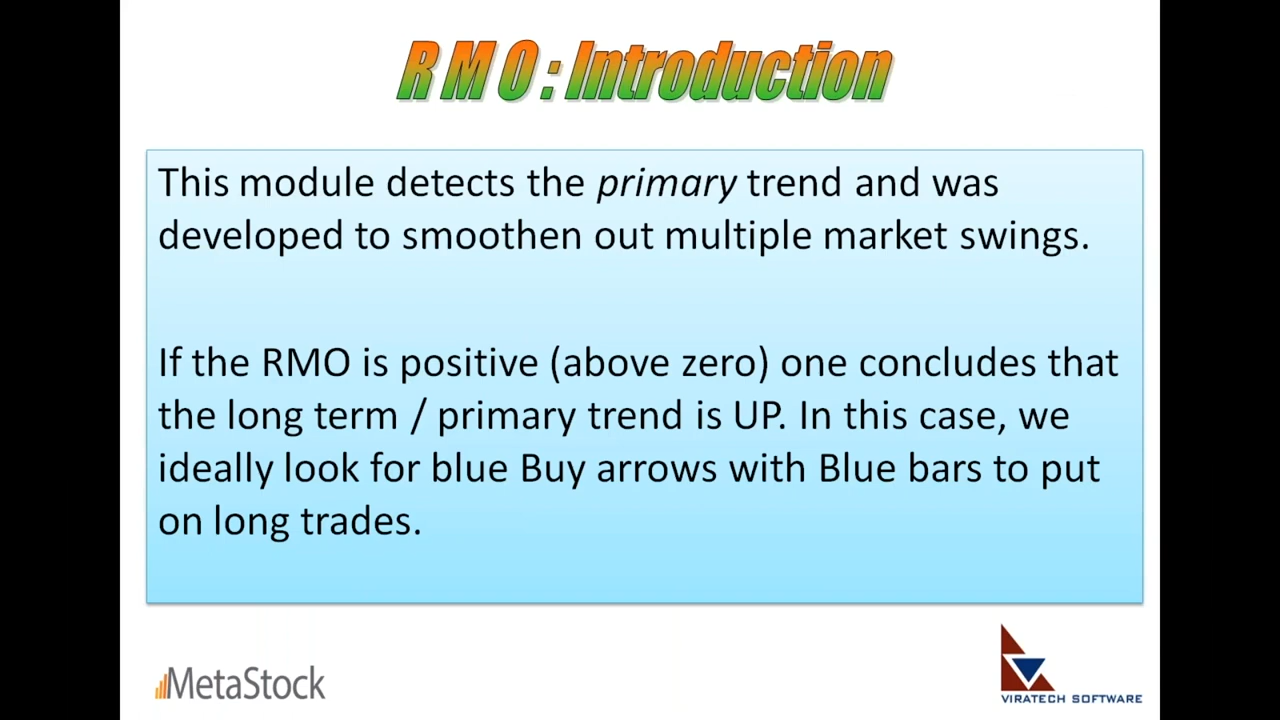 R M O : Introduction
This module detects the primary trend and was
developed to smoothen out multiple market swings.
If the RMO is positive (above zero) one concludes that
the long term / primary trend is UP. In this case, we
ideally look for blue Buy arrows with Blue bars to put
on long trades.
MetaStock
VIRATECH SOFTWARE